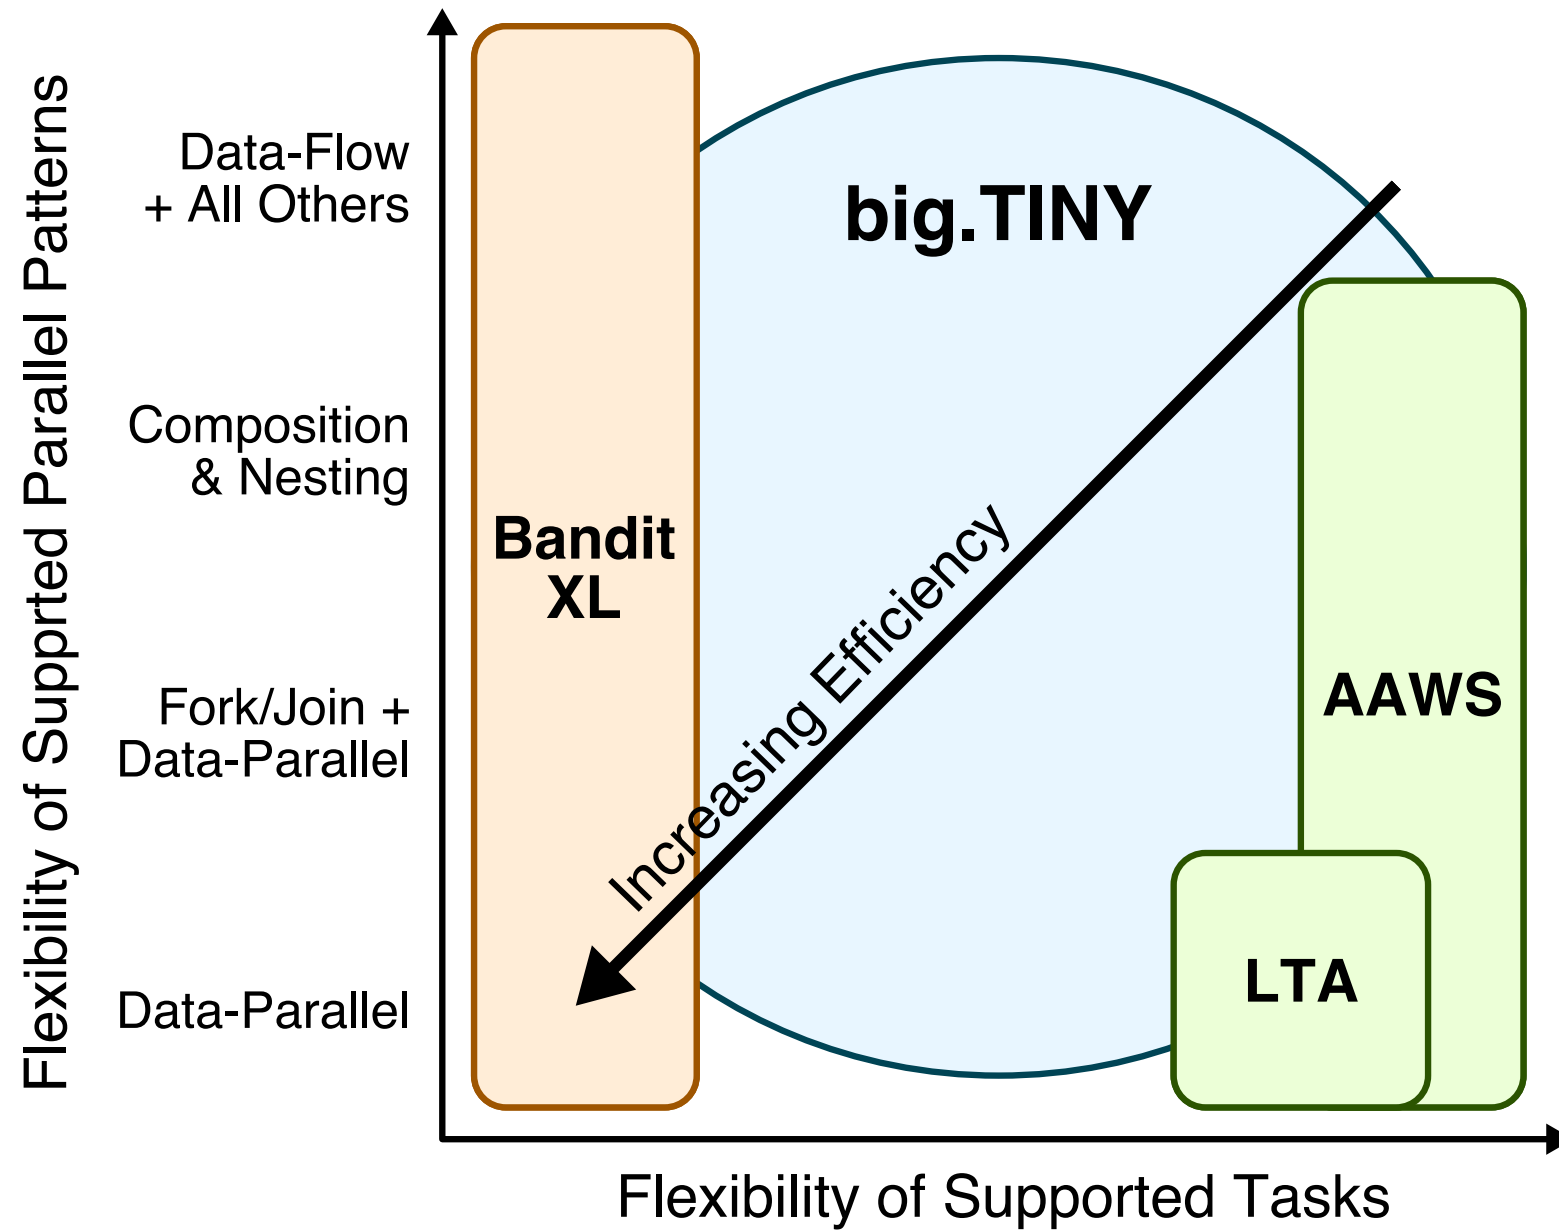 Flexibility of Supported Parallel Patterns
Data-Flow
+ All Others
Composition
& Nesting
Fork/Join +
Data-Parallel
Data-Parallel
Bandit
XL
big.TINY
Increasing Efficiency
AAWS
LTA
Flexibility of Supported Tasks